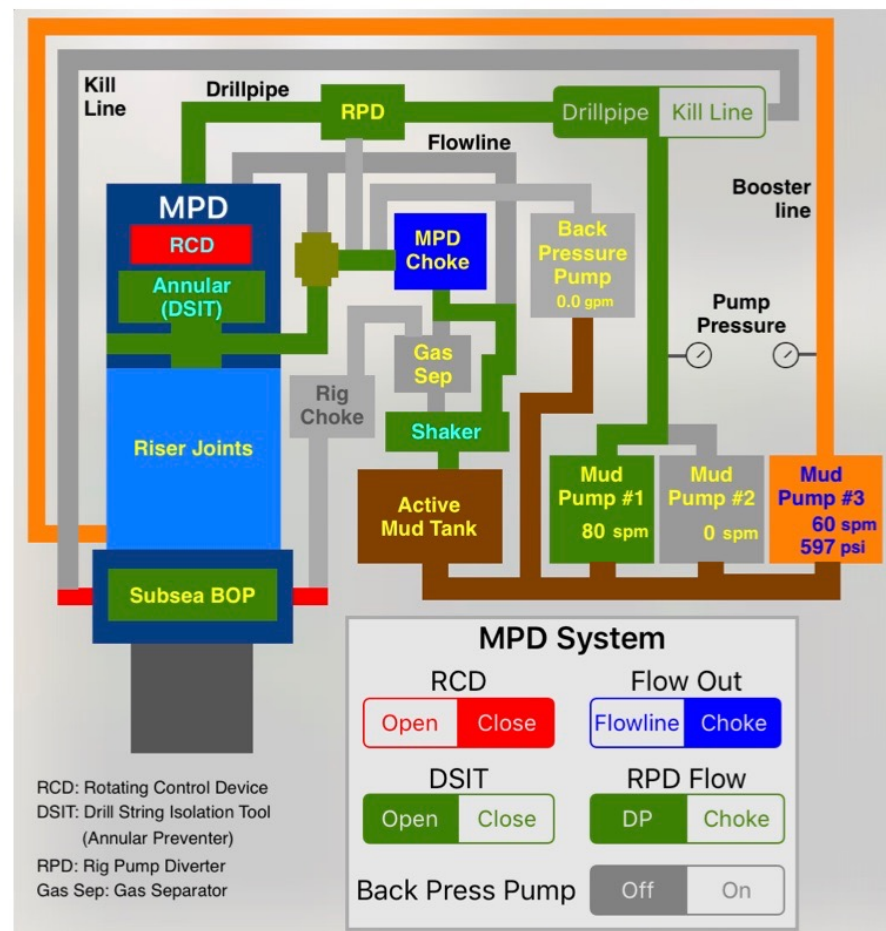 Kill
Line
Drillpipe
RPD
Drillpipe
Kill Line
Flowline
Booster
line
MPD
RCD
Annular
(DSIT)
MPD
Choke
Back
Pressure
Pump
0.0 gpm
Pump
Pressure
Gas
Sep
Rig
Choke
Riser Joints
Shaker
Active
Mud Tank
Mud
Pump #1
80 spm
Mud
Pump #2
0 spm
Mud
Pump #3
60 spm
597 psi
Subsea BOP
MPD System
RCD
Open Close
Flow Out
Flowline Choke
DSIT
Open Close
RPD Flow
DP Choke
Back Press Pump Off On
RCD: Rotating Control Device
DSIT: Drill String Isolation Tool
(Annular Preventer)
RPD: Rig Pump Diverter
Gas Sep: Gas Separator